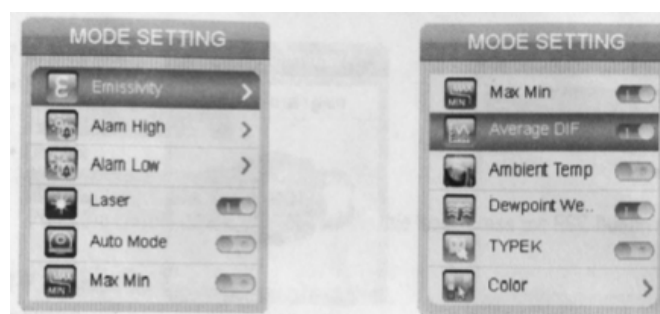 MODE SETTING
Emissivity
Alam High
Alam Low
Laser
Auto Mode
Max Min
MODE SETTING
Max Min
Average DIF
Ambient Temp
Dewpoint We..
TYPEK
Color